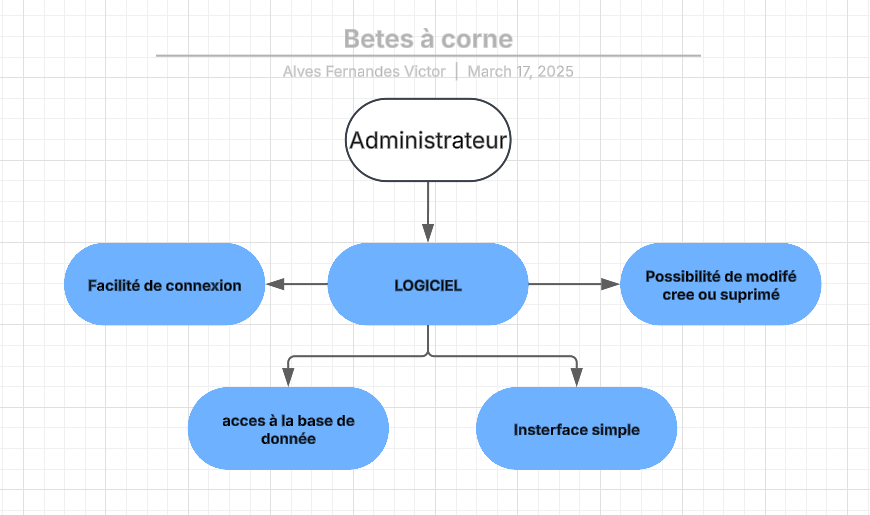 Betes à corne
Alves Fernandes Victor | March 17, 2025
Administrateur
Facilité de connexion
LOGICIEL
Possibilité de modifé
cree ou suprimé
acces à la base de
donnée
Insterface simple